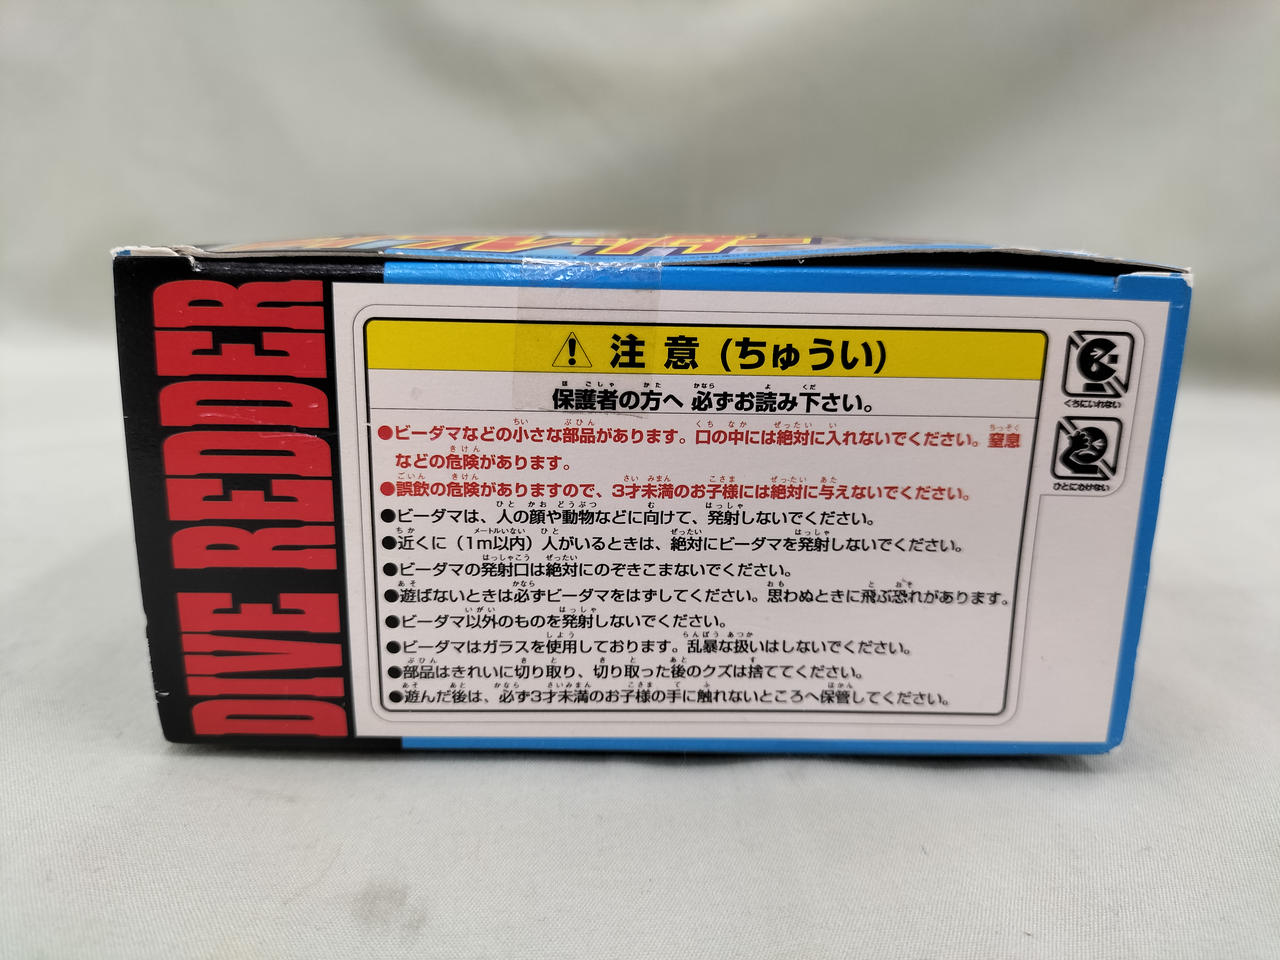 DIVE REDDER
注意 (ちゅうい)
保護者の方へ 必ずお読み下さい。
●ビーダマなどの小さな部品があります。口の中には絶対に入れないでください。窒息
などの危険があります。
●誤飲の危険がありますので、3才未満のお子様には絶対に与えないでください。
●ビーダマは、人の顔や動物などに向けて、発射しないでください。
●近くに(1m以内)人がいるときは、絶対にビーダマを発射しないでください。
●ビーダマの発射口は絶対にのぞきこまないでください。
●遊ばないときは必ずビーダマをはずしてください。思わぬときに飛ぶ恐れがあります。
●ビーダマ以外のものを発射しないでください。
●ビーダマはガラスを使用しております。乱暴な扱いはしないでください。
●部品はきれいに切り取り、切り取った後のクズは捨ててください。
●遊んだ後は、必ず3才未満のお子様の手に触れないところへ保管してください。
くちにいれない
ひとにむけない